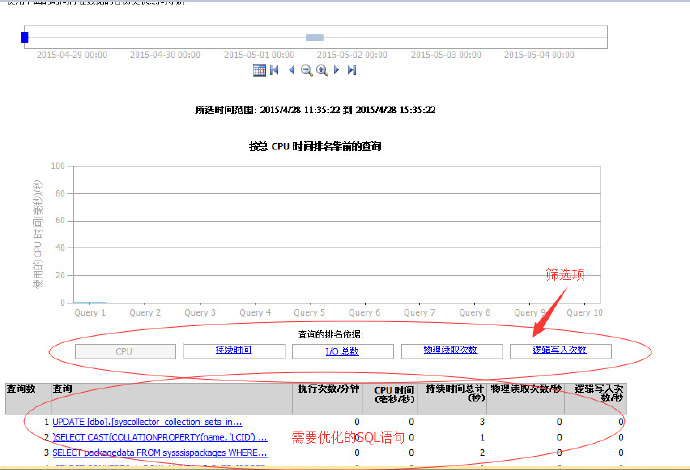 2015-04-29 00:00 2015-04-30 00:00 2015-05-01 00:00 2015-05-02 00:00 2015-05-03 00:00 2015-05-04 00:00
所选时间范围: 2015/4/28 11:35:22 到 2015/4/28 15:35:22
按总 CPU 时间排名靠前的查询
使用的 CPU 时间(毫秒)/秒
100
80
60
40
20
0
Query 1 Query 2 Query 3 Query 4 Query 5 Query 6 Query 7 Query 8 Query 9 Query 10
筛选项
查询的排名依据:
CPU 持续时间 I/O 总数 物理读取次数 逻辑写入次数
查询数 查询 执行次数/分钟 CPU 时间(毫秒/秒) 持续时间总计(秒) 物理读取次数/秒 逻辑写入次数/秒
1 UPDATE [dbo].[syscollector_collection_sets_in... 0 0 3 0 0
2 )SELECT CAST(COLLATIONPROPERTY(name, 'LCID') ... 0 0 1 0 0
需要优化的SQL语句
3 SELECT packagedata FROM sysssispackages WHERE... 0 0 2 0 0